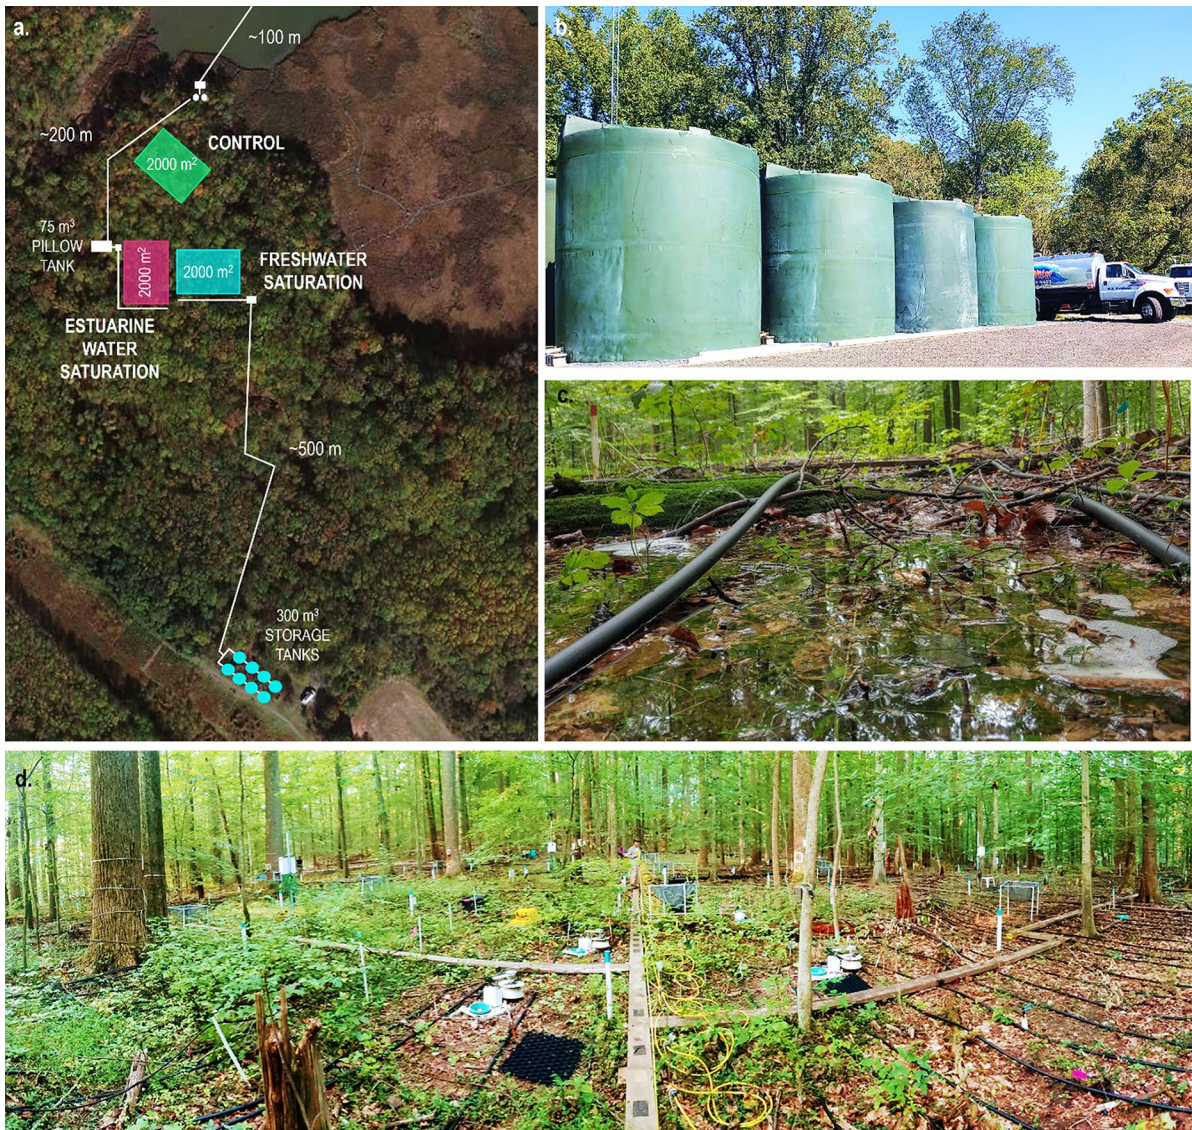 a.
~100 m
~200 m
CONTROL
2000 m²
75 m³
PILLOW
TANK
2000 m²
2000 m²
FRESHWATER
SATURATION
ESTUARINE
WATER
SATURATION
~500 m
300 m³
STORAGE
TANKS
b.
c.
d.